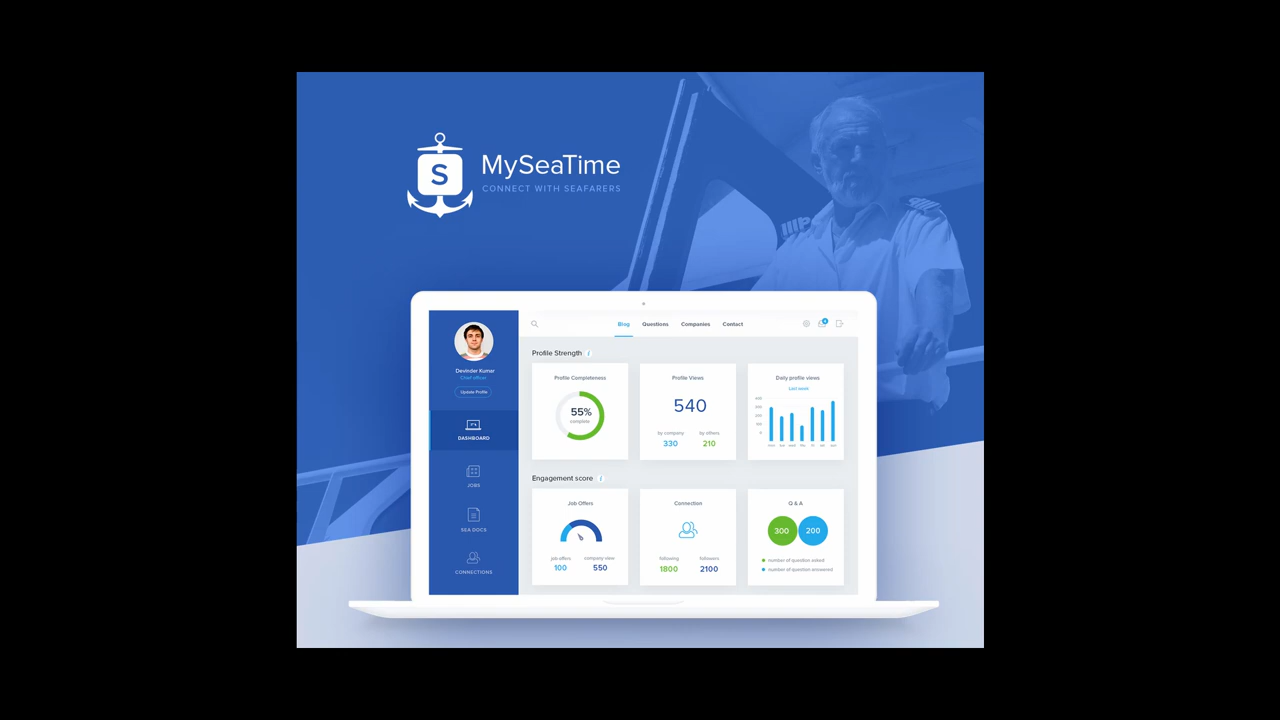 S
MySeaTime
CONNECT WITH SEAFARERS
Blog Questions Companies Contact
Devinder Kumar
Chief officer
Update Profile
DASHBOARD
JOBS
SEA DOCS
CONNECTIONS
Profile Strength i
Profile Completeness
55%
complete
Profile Views
540
by company by others
330 210
Daily profile views
Last week
Engagement score i
Job Offers
job offers company view
100 550
Connection
following followers
1800 2100
Q & A
300 200
number of question asked
number of question answered